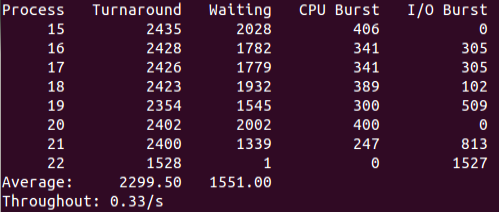 Process Turnaround Waiting CPU Burst I/O Burst
15 2435 2028 406 0
16 2428 1782 341 305
17 2426 1779 341 305
18 2423 1932 389 102
19 2354 1545 300 509
20 2402 2002 400 0
21 2400 1339 247 813
22 1528 1 0 1527
Average: 2299.50 1551.00
Throughout: 0.33/s